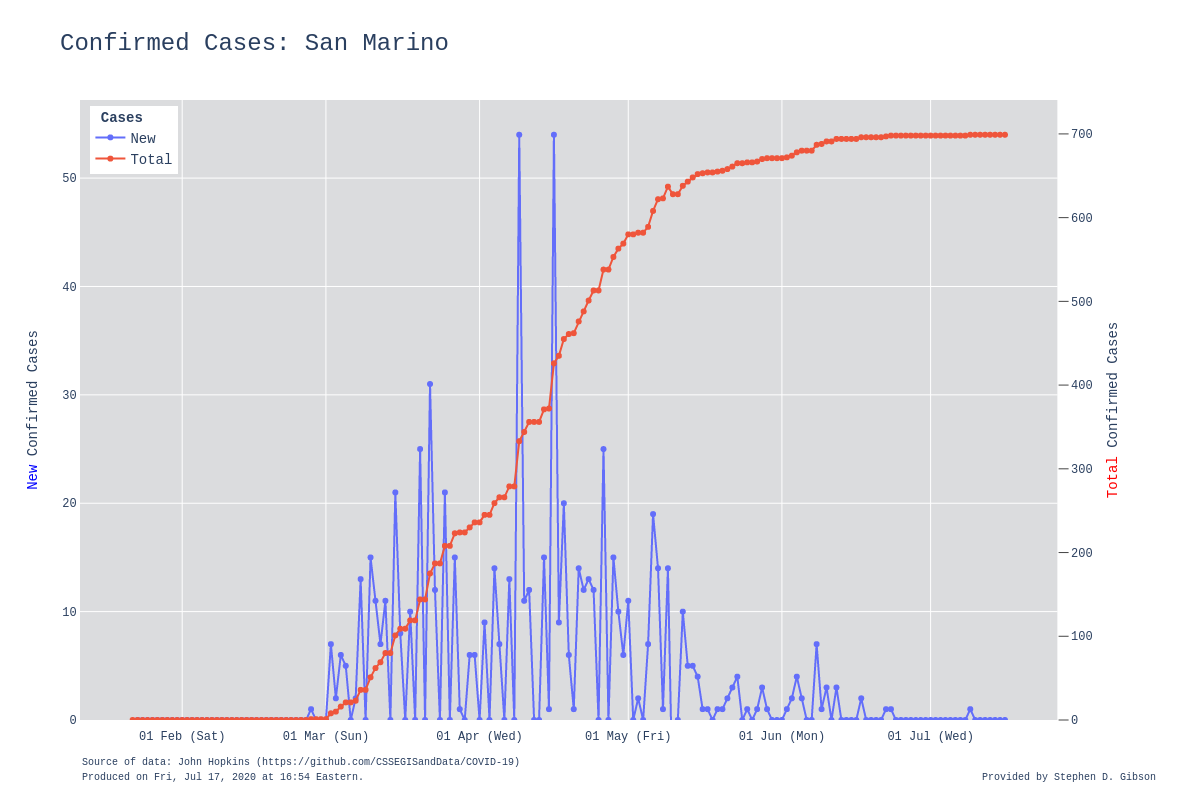 Confirmed Cases: San Marino
Cases
New
Total
50
40
30
20
10
0
700
600
500
400
300
200
100
0
New Confirmed Cases
Total Confirmed Cases
01 Feb (Sat)
01 Mar (Sun)
01 Apr (Wed)
01 May (Fri)
01 Jun (Mon)
01 Jul (Wed)
Source of data: John Hopkins (https://github.com/CSSEGISandData/COVID-19)
Produced on Fri, Jul 17, 2020 at 16:54 Eastern.
Provided by Stephen D. Gibson